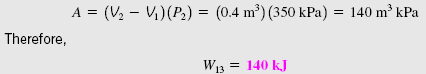 A = (V₂ − V₁)(P₂) = (0.4 m³)(350 kPa) = 140 m³ kPa
Therefore,
W₁₃ = 140 kJ